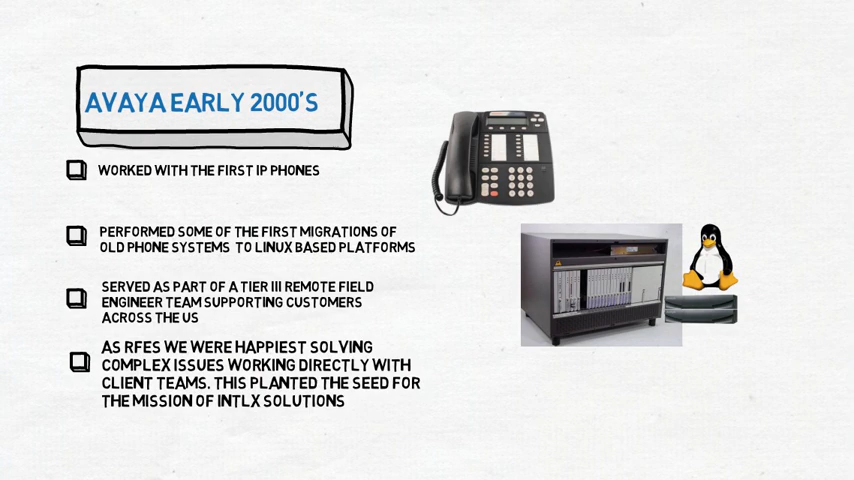 AVAYA EARLY 2000'S
WORKED WITH THE FIRST IP PHONES
PERFORMED SOME OF THE FIRST MIGRATIONS OF
OLD PHONE SYSTEMS TO LINUX BASED PLATFORMS
SERVED AS PART OF A TIER III REMOTE FIELD
ENGINEER TEAM SUPPORTING CUSTOMERS
ACROSS THE US
AS RFES WE WERE HAPPIEST SOLVING
COMPLEX ISSUES WORKING DIRECTLY WITH
CLIENT TEAMS. THIS PLANTED THE SEED FOR
THE MISSION OF INTLX SOLUTIONS